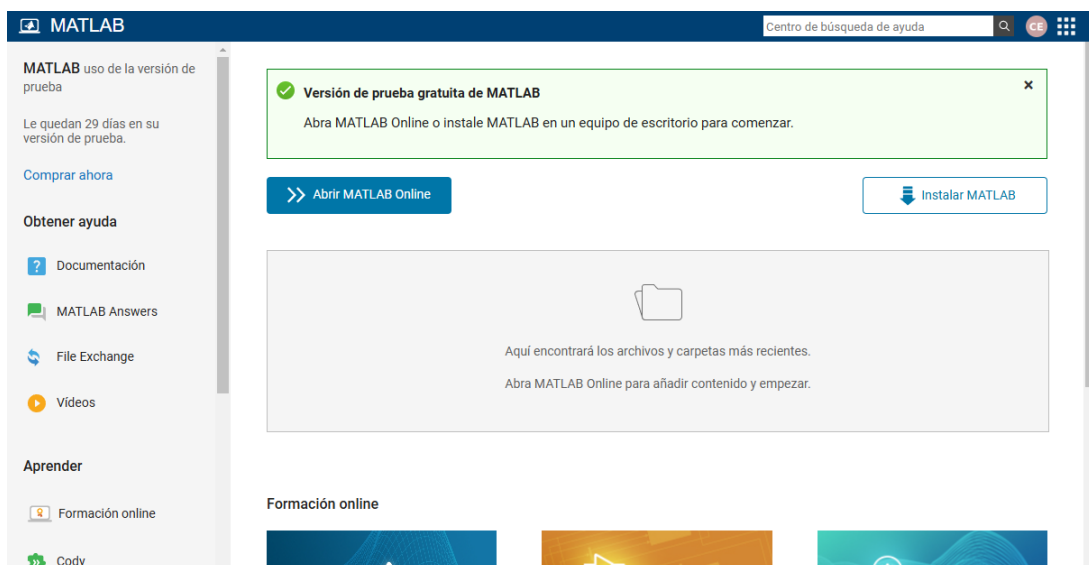 MATLAB
Centro de búsqueda de ayuda
CE
MATLAB uso de la versión de
prueba
Le quedan 29 días en su
versión de prueba.
Comprar ahora
Obtener ayuda
? Documentación
MATLAB Answers
File Exchange
Vídeos
Aprender
Formación online
Cody
Versión de prueba gratuita de MATLAB
Abra MATLAB Online o instale MATLAB en un equipo de escritorio para comenzar.
Abrir MATLAB Online
Instalar MATLAB
Aquí encontrará los archivos y carpetas más recientes.
Abra MATLAB Online para añadir contenido y empezar.
Formación online